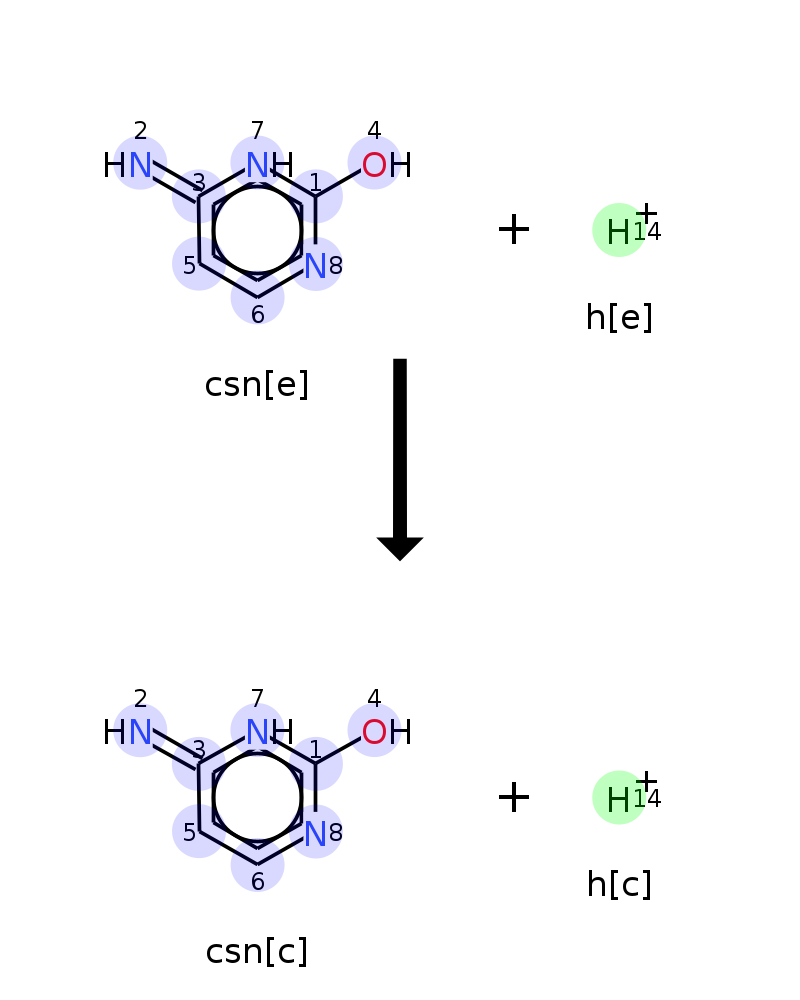 2 7 4
HN 3 NH 1 OH
5 N8
6
+ H14+
csn[e] h[e]
2 7 4
HN 3 NH 1 OH
5 N8
6
+ H14+
csn[c] h[c]